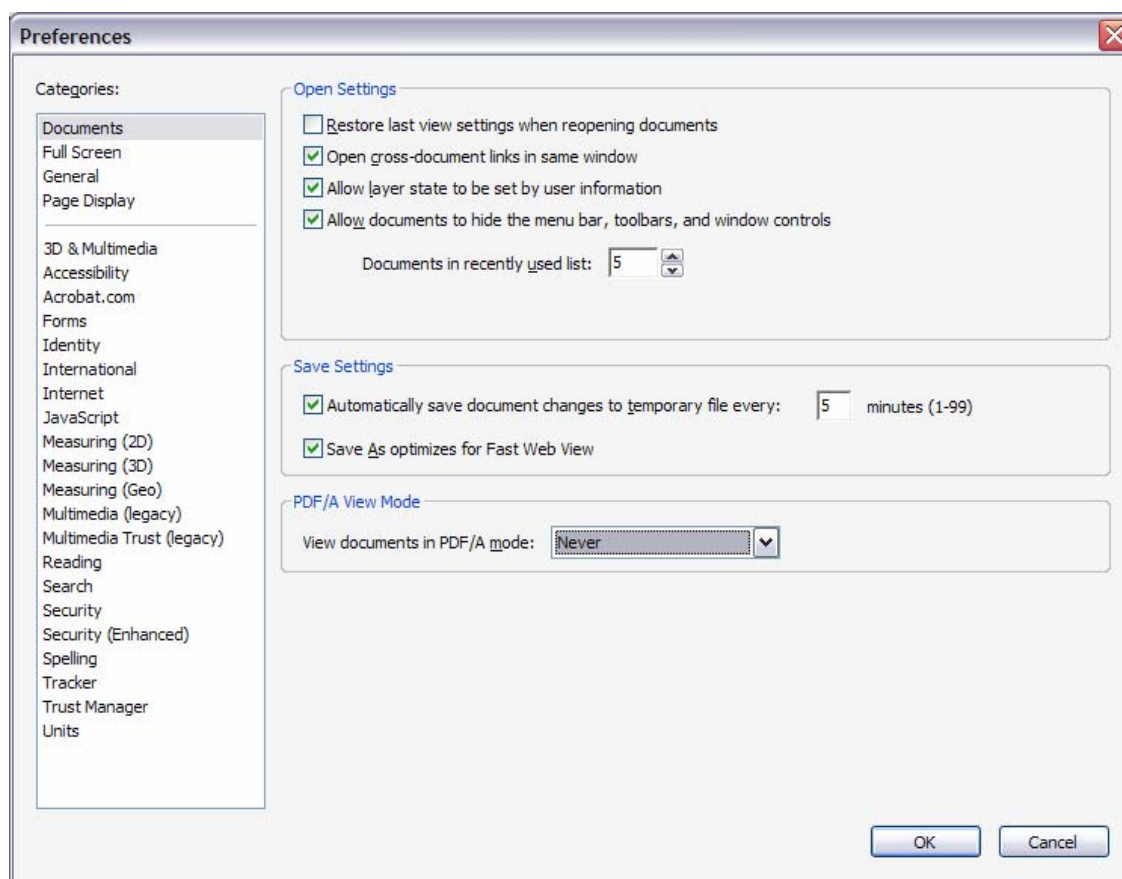 Preferences
Categories:
Documents
Full Screen
General
Page Display
3D & Multimedia
Accessibility
Acrobat.com
Forms
Identity
International
Internet
JavaScript
Measuring (2D)
Measuring (3D)
Measuring (Geo)
Multimedia (legacy)
Multimedia Trust (legacy)
Reading
Search
Security
Security (Enhanced)
Spelling
Tracker
Trust Manager
Units
Open Settings
Restore last view settings when reopening documents
Open cross-document links in same window
Allow layer state to be set by user information
Allow documents to hide the menu bar, toolbars, and window controls
Documents in recently used list: 5
Save Settings
Automatically save document changes to temporary file every: 5 minutes (1-99)
Save As optimizes for Fast Web View
PDF/A View Mode
View documents in PDF/A mode: Never
OK Cancel